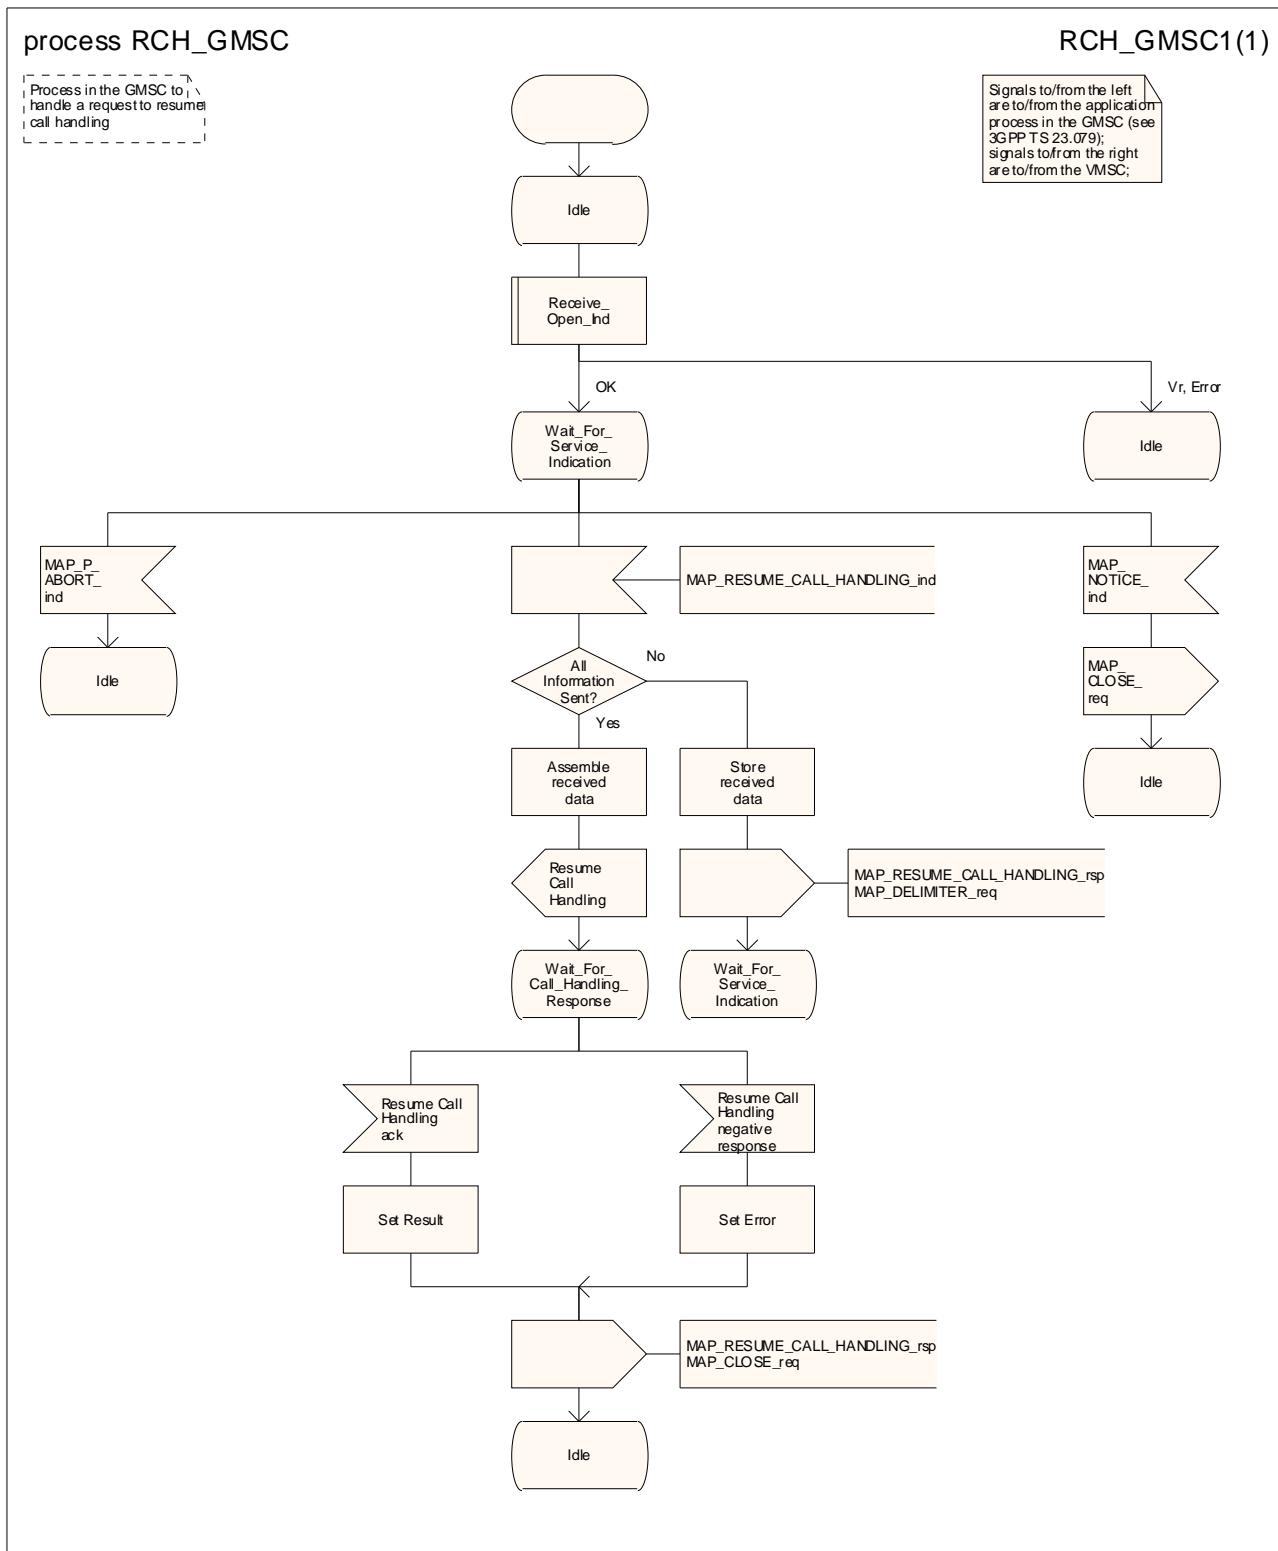 process RCH_GMSC
RCH_GMSC1(1)
Process in the GMSC to
handle a request to resume
call handling
Signals to/from the left
are to/from the application
process in the GMSC (see
3GPP TS 23.079);
signals to/from the right
are to/from the VMSC;
Idle
Receive_
Open_Ind
OK
Vr, Error
Wait_For_
Service_
Indication
Idle
MAP_P_
ABORT_
ind
MAP_RESUME_CALL_HANDLING_ind
MAP_
NOTICE_
ind
Idle
All
Information
Sent?
No
Yes
MAP_
CLOSE_
req
Assemble
received
data
Store
received
data
Idle
Resume
Call
Handling
MAP_RESUME_CALL_HANDLING_rsp
MAP_DELIMITER_req
Wait_For_
Call_Handling_
Response
Wait_For_
Service_
Indication
Resume Call
Handling
ack
Resume Call
Handling
negative
response
Set Result
Set Error
MAP_RESUME_CALL_HANDLING_rsp
MAP_CLOSE_req
Idle